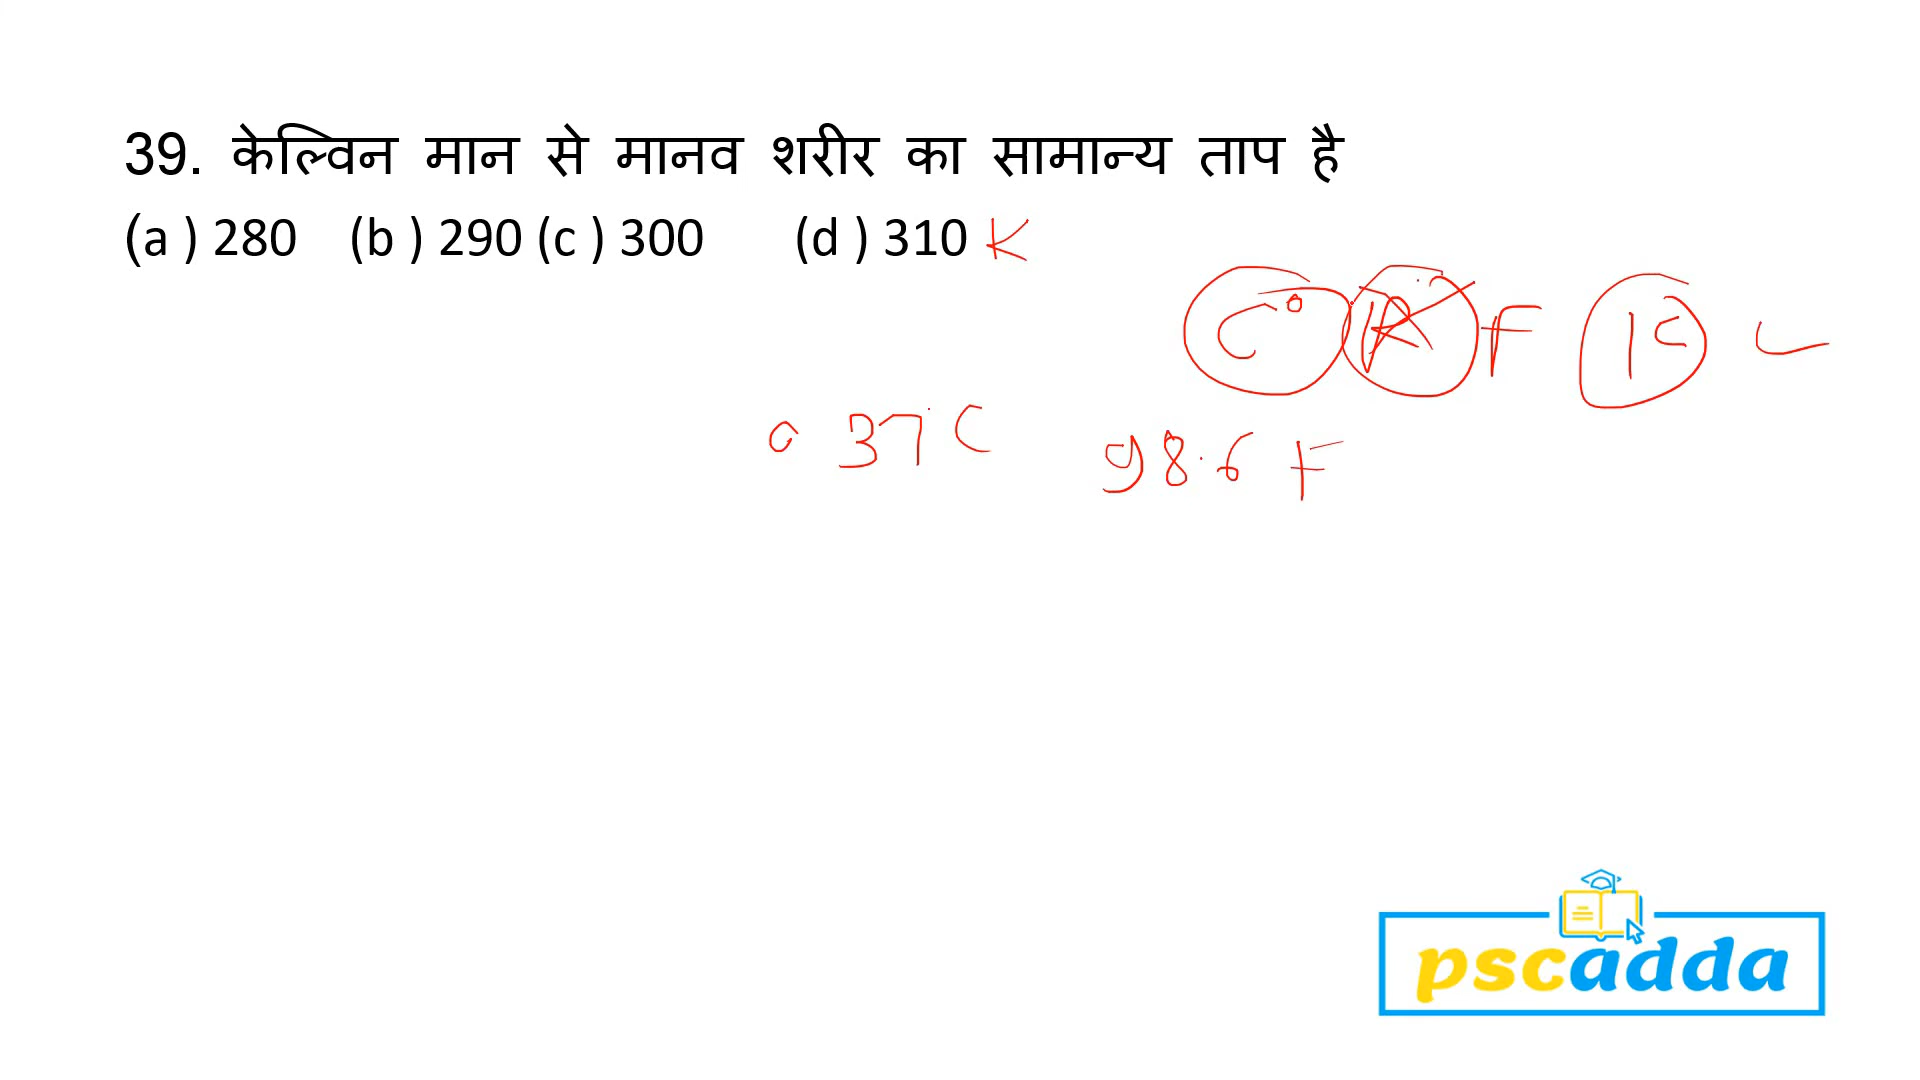 39. केल्विन मान से मानव शरीर का सामान्य ताप है
(a ) 280 (b ) 290 (c ) 300 (d ) 310 K
C° R F K
37 C 98.6 F
pscadda